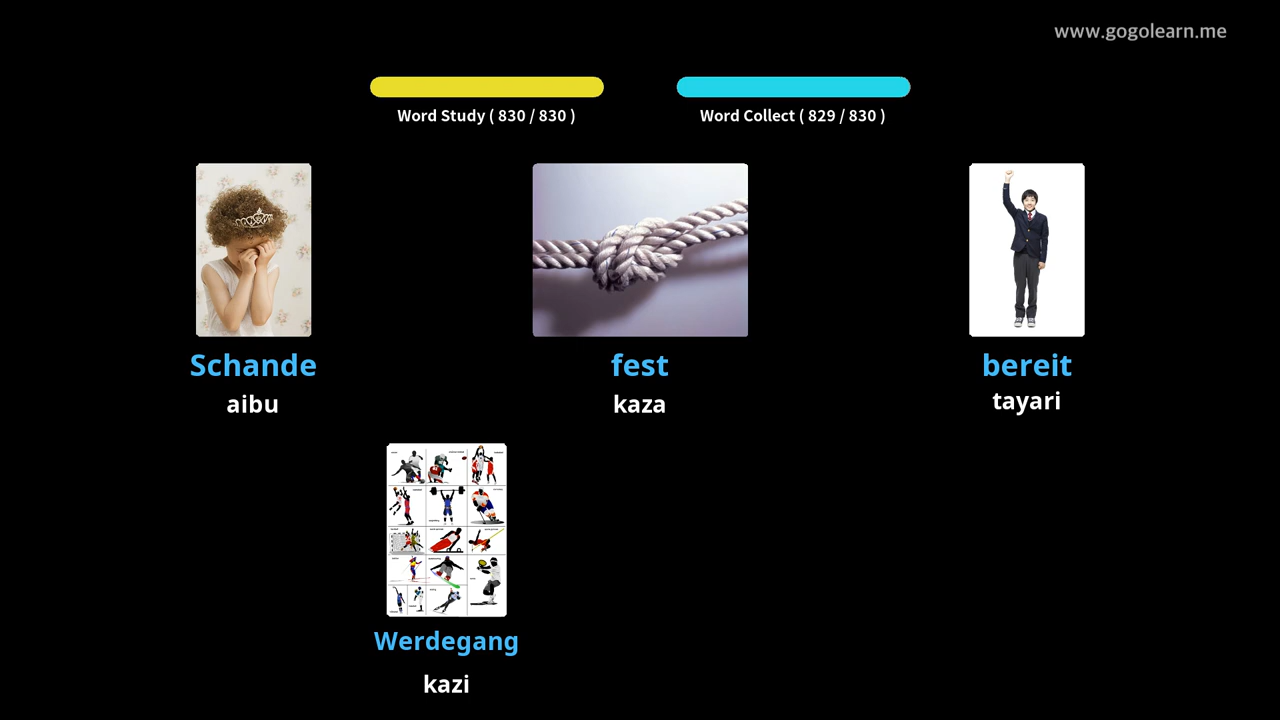 www.gogolearn.me
Word Study ( 830 / 830 )
Word Collect ( 829 / 830 )
Schande
fest
bereit
aibu
kaza
tayari
Werdegang
kazi